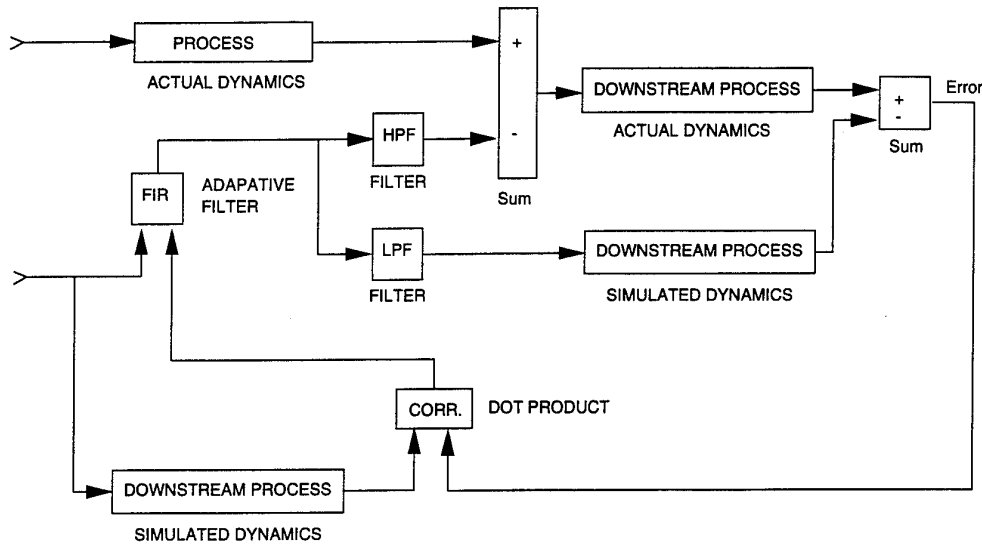 PROCESS
ACTUAL DYNAMICS
+
-
Sum
DOWNSTREAM PROCESS
ACTUAL DYNAMICS
+
-
Sum
Error
HPF
FILTER
FIR
ADAPATIVE
FILTER
LPF
FILTER
DOWNSTREAM PROCESS
SIMULATED DYNAMICS
CORR.
DOT PRODUCT
DOWNSTREAM PROCESS
SIMULATED DYNAMICS